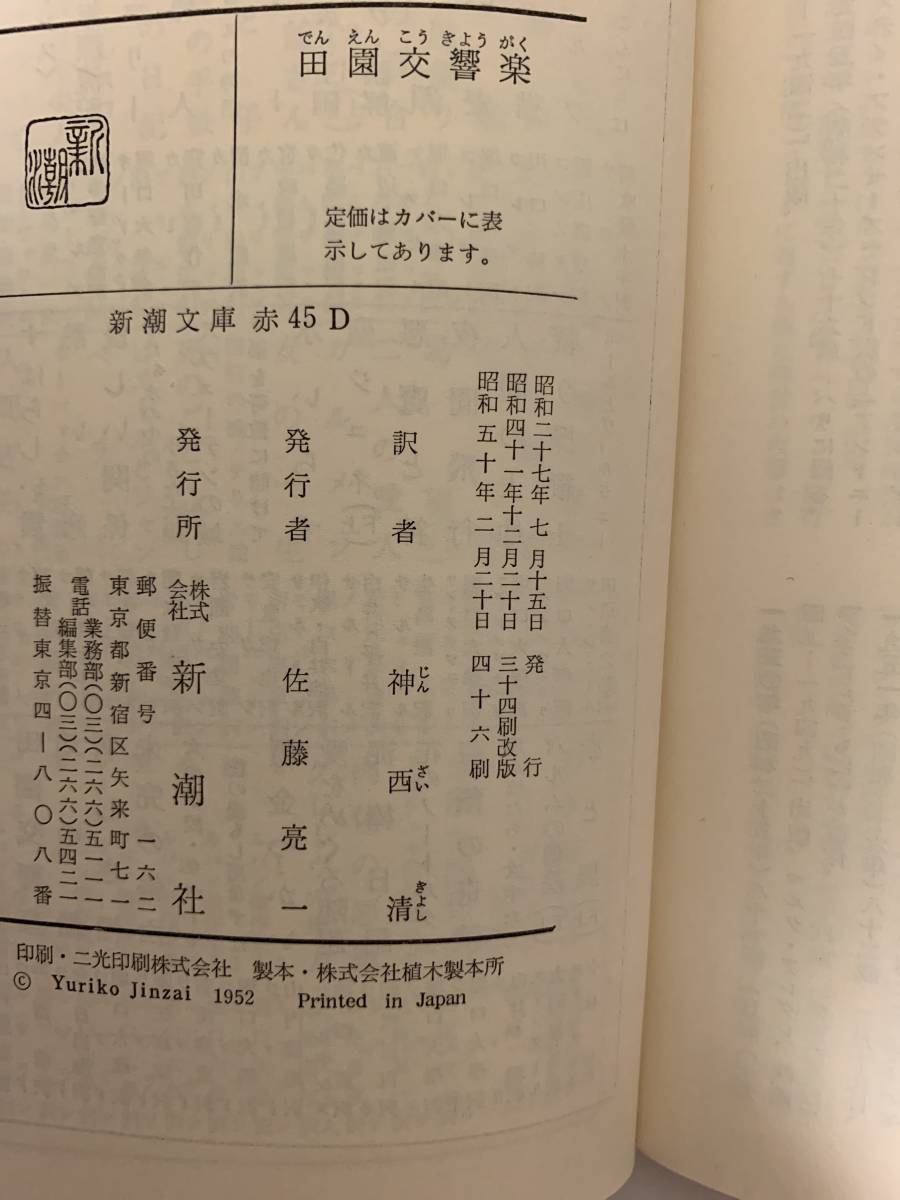 でんえんこうきようがく
田園交響楽
新潮
定価はカバーに表
示してあります。
新潮文庫 赤45D
昭和二十七年七月十五日 発行
昭和四十一年十二月二十日 三十四刷改版
昭和五十年二月二十日 四十六刷
訳者 神西清
じんざいきよし
発行者 佐藤亮一
発行所 株式会社 新潮社
郵便番号 一六二
東京都新宿区矢来町七一
電話 業務部(〇三)(二六六)五一一一
編集部(〇三)(二六六)五四二一
振替東京四一八〇八番
印刷・二光印刷株式会社 製本・株式会社植木製本所
© Yuriko Jinzai 1952 Printed in Japan